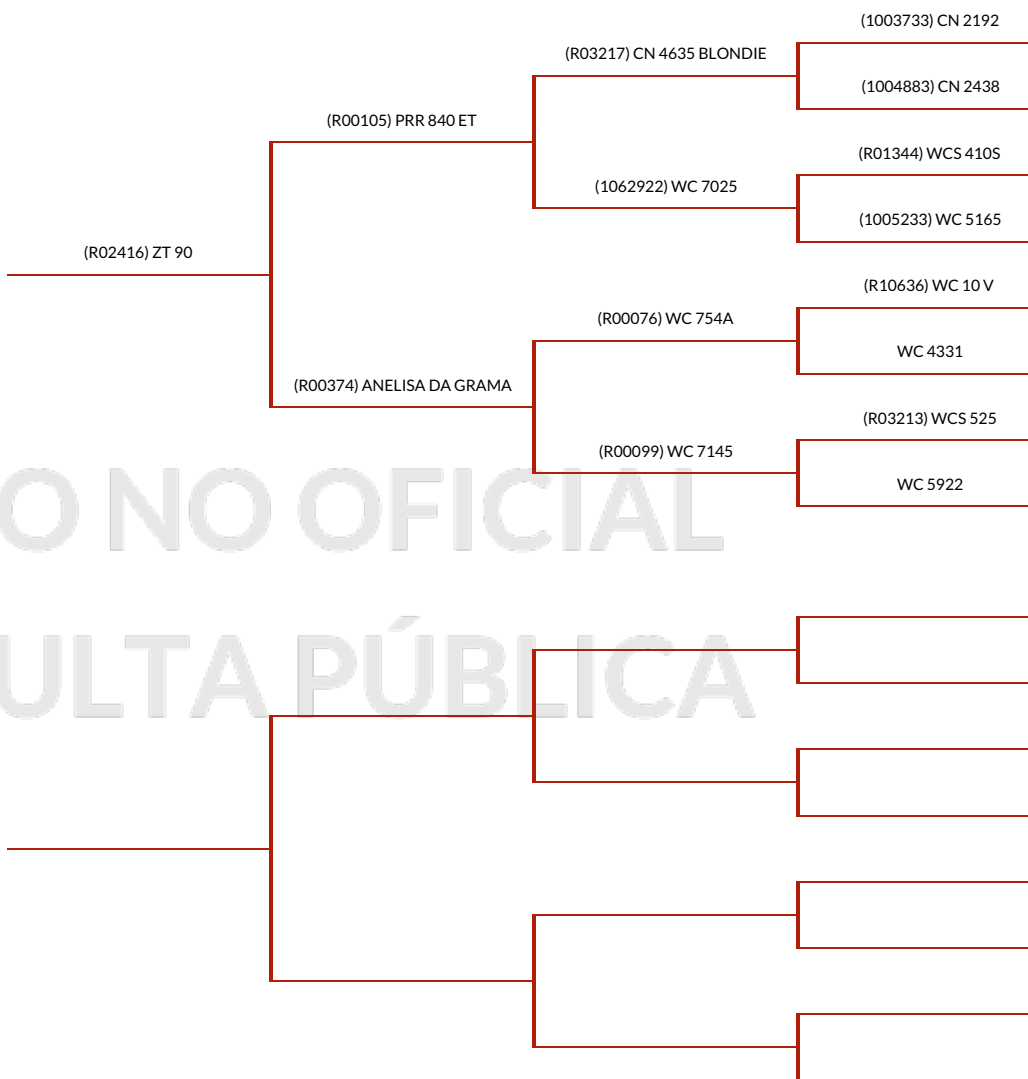 (1003733) CN 2192
(R03217) CN 4635 BLONDIE
(1004883) CN 2438
(R00105) PRR 840 ET
(R01344) WCS 410S
(1062922) WC 7025
(1005233) WC 5165
(R02416) ZT 90
(R10636) WC 10 V
(R00076) WC 754A
WC 4331
(R00374) ANELISA DA GRAMA
(R03213) WCS 525
(R00099) WC 7145
WC 5922
O NO OFICIAL
ULTA PÚBLICA